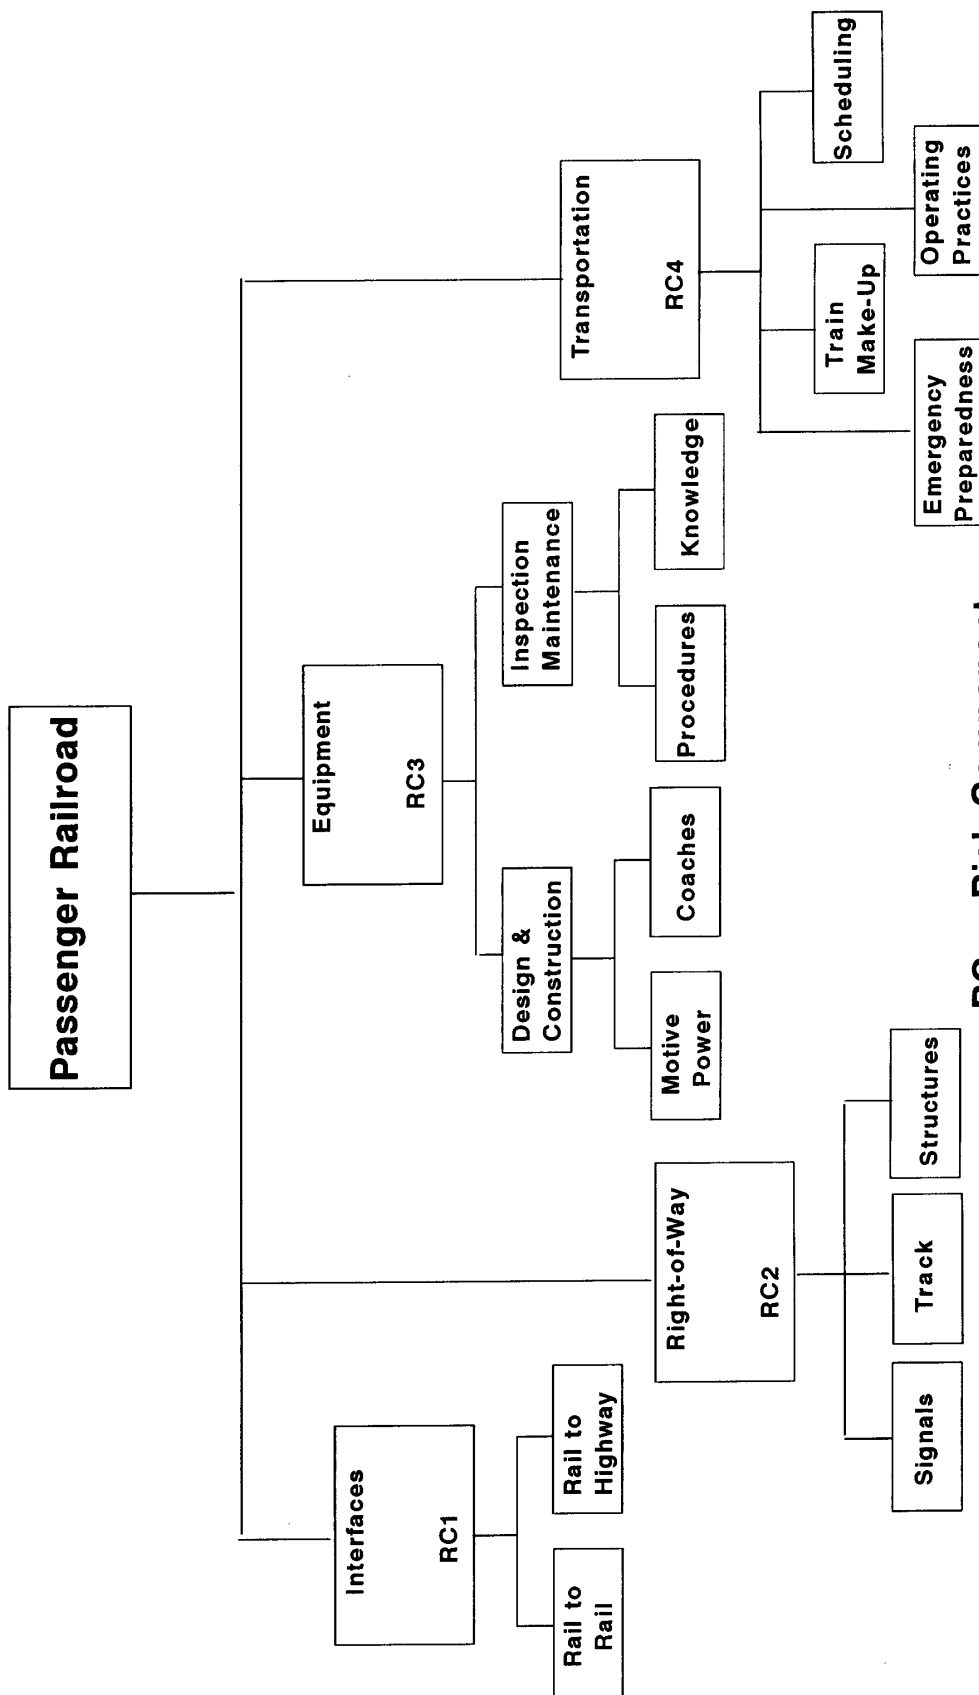 Passenger Railroad
Interfaces
RC1
Rail to
Rail
Rail to
Highway
Right-of-Way
RC2
Signals
Track
Structures
Equipment
RC3
Design &
Construction
Motive
Power
Coaches
Inspection
Maintenance
Procedures
Knowledge
Transportation
RC4
Emergency
Preparedness
Train
Make-Up
Operating
Practices
Scheduling